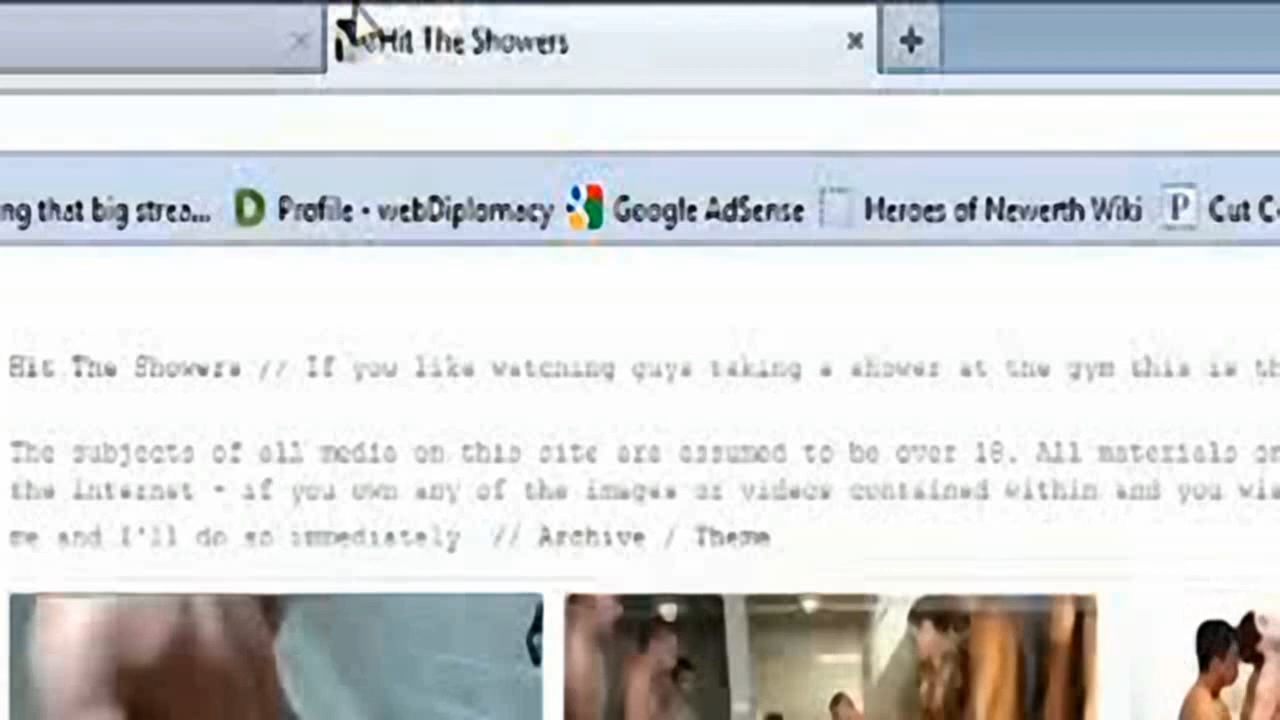 Hit The Showers
ng that big strea... Profile - webDiplomacy Google AdSense Heroes of Newerth Wiki P Cut C
Hit The Showers // If you like watching guys taking a shower at the gym this is th
The subjects of all media on this site are assumed to be over 18. All materials
the internet - if you own any of the images or videos contained within and you
me and I'll do so immediately // Archive / Theme